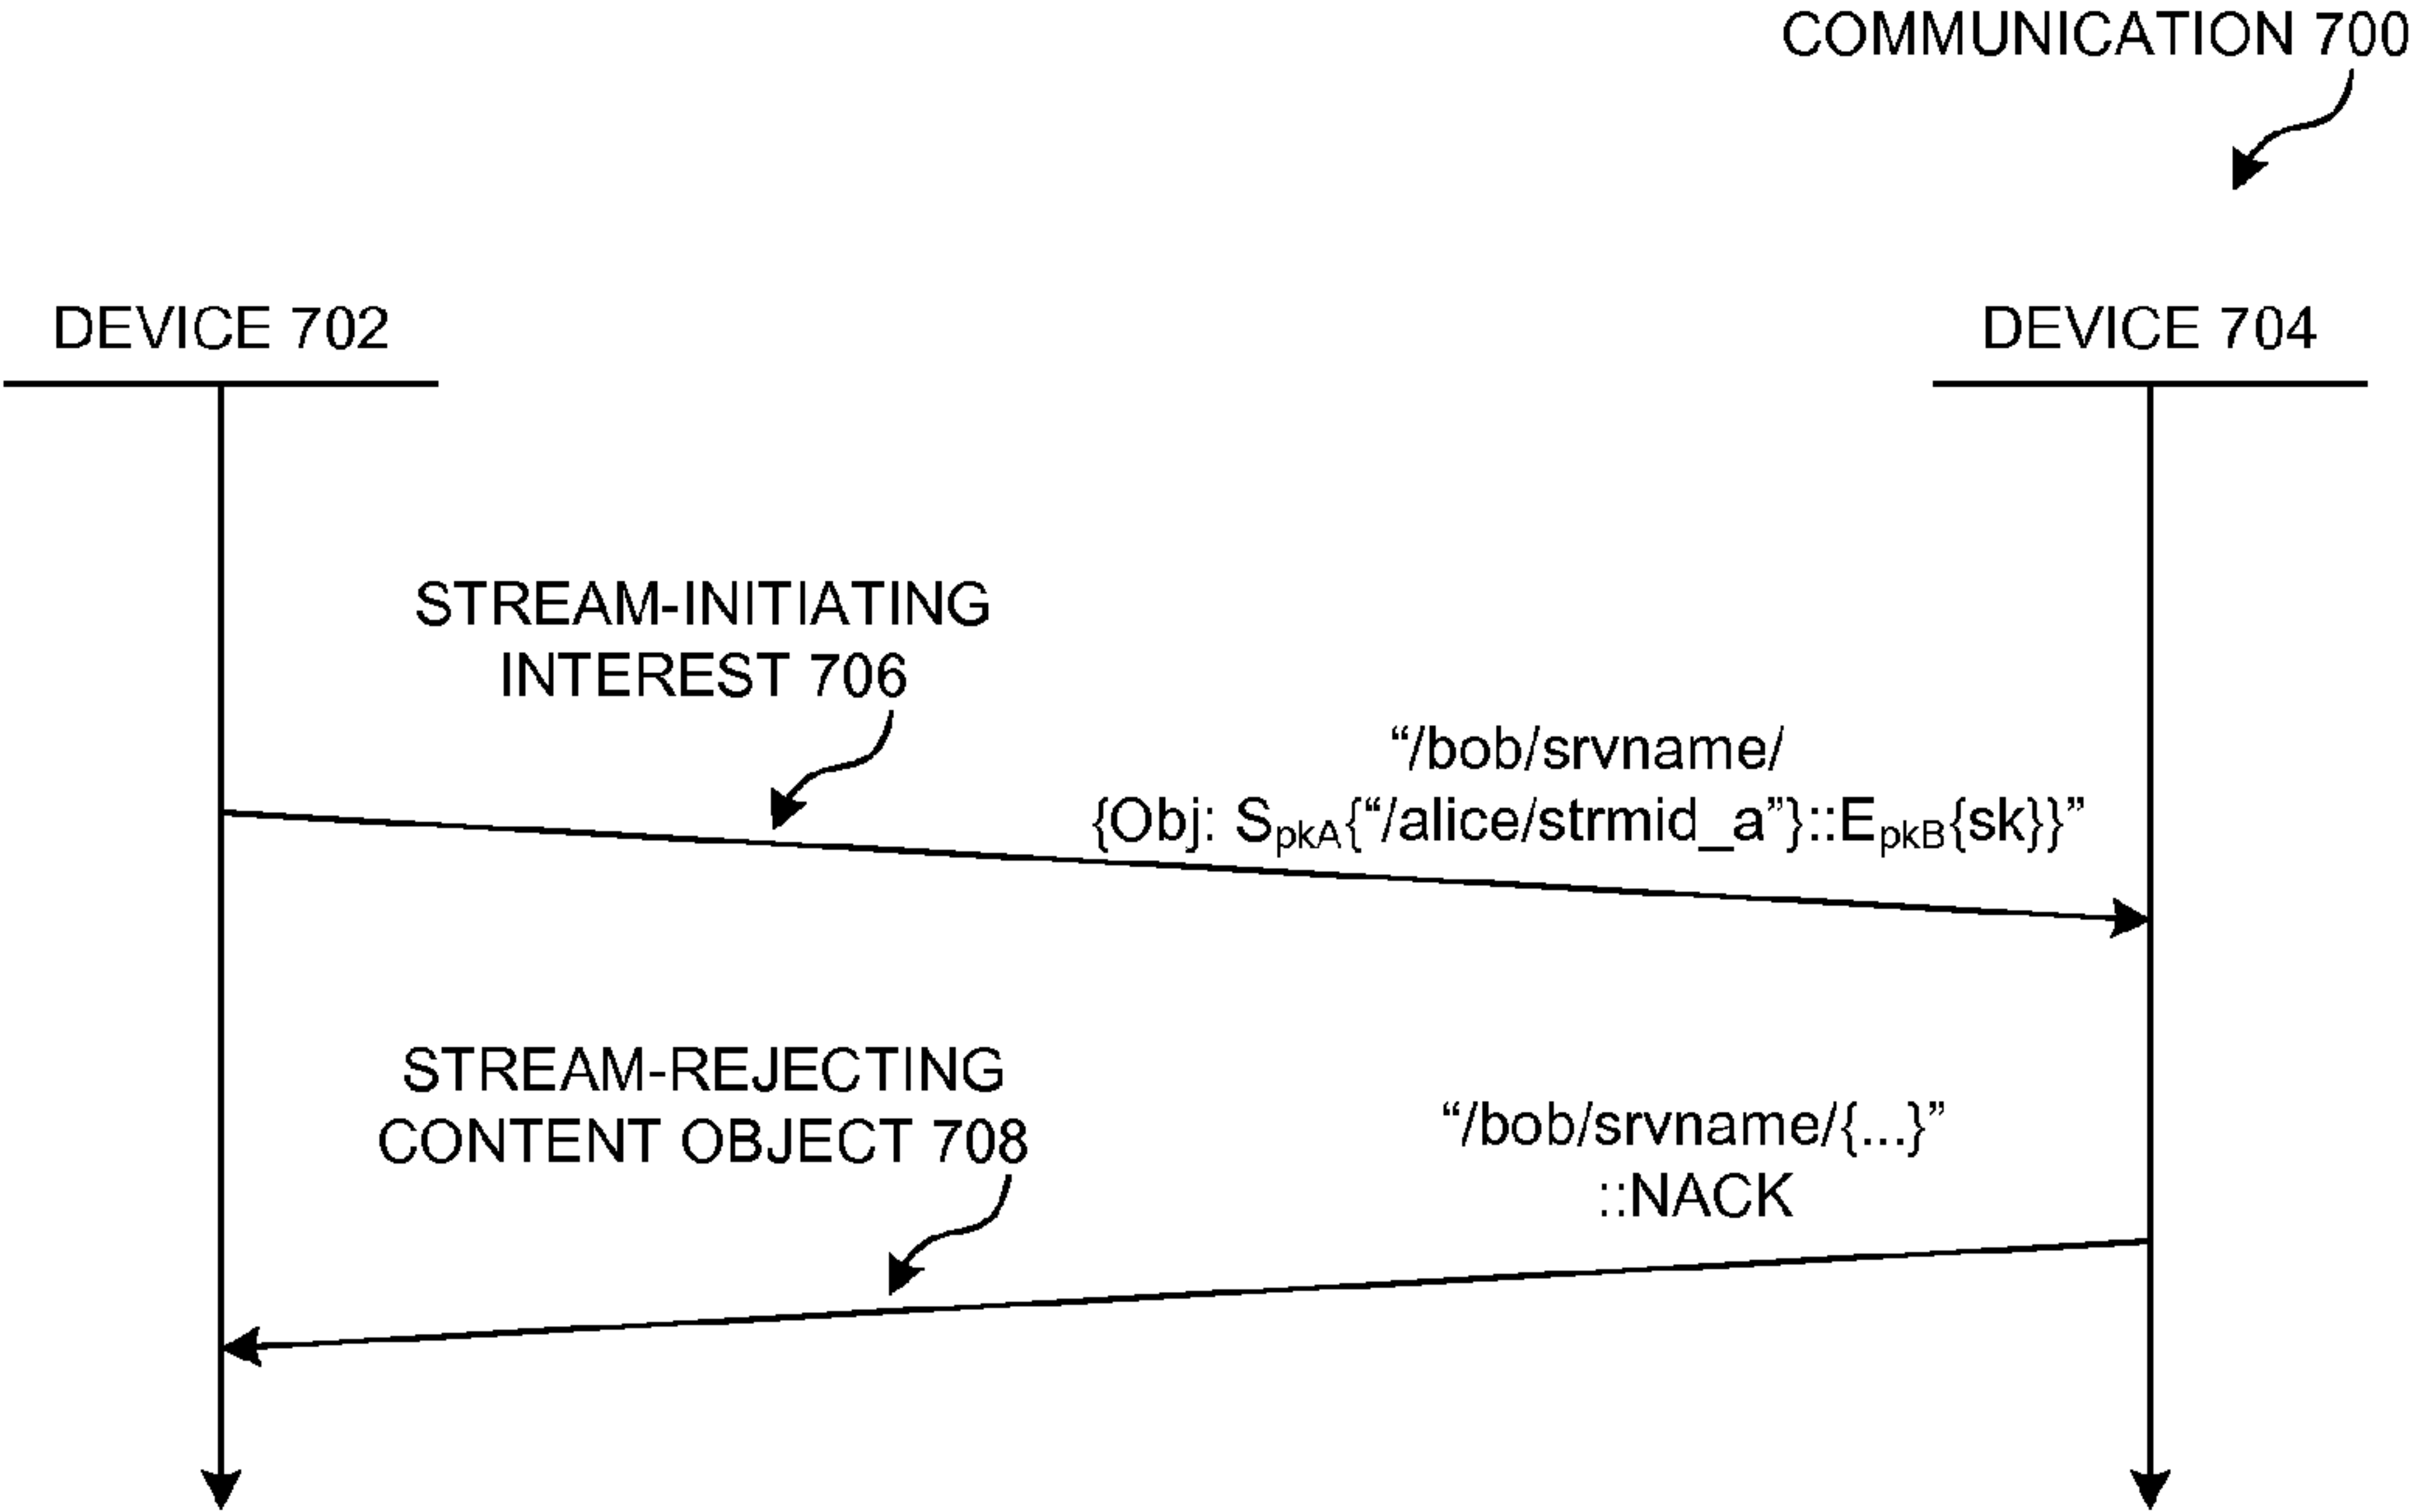 COMMUNICATION 700
DEVICE 702
DEVICE 704
STREAM-INITIATING
INTEREST 706
“/bob/srvname/
{Obj: SpkA{“/alice/strmid_a”}::EpkB{sk}}”
STREAM-REJECTING
CONTENT OBJECT 708
“/bob/srvname/{...}”
::NACK